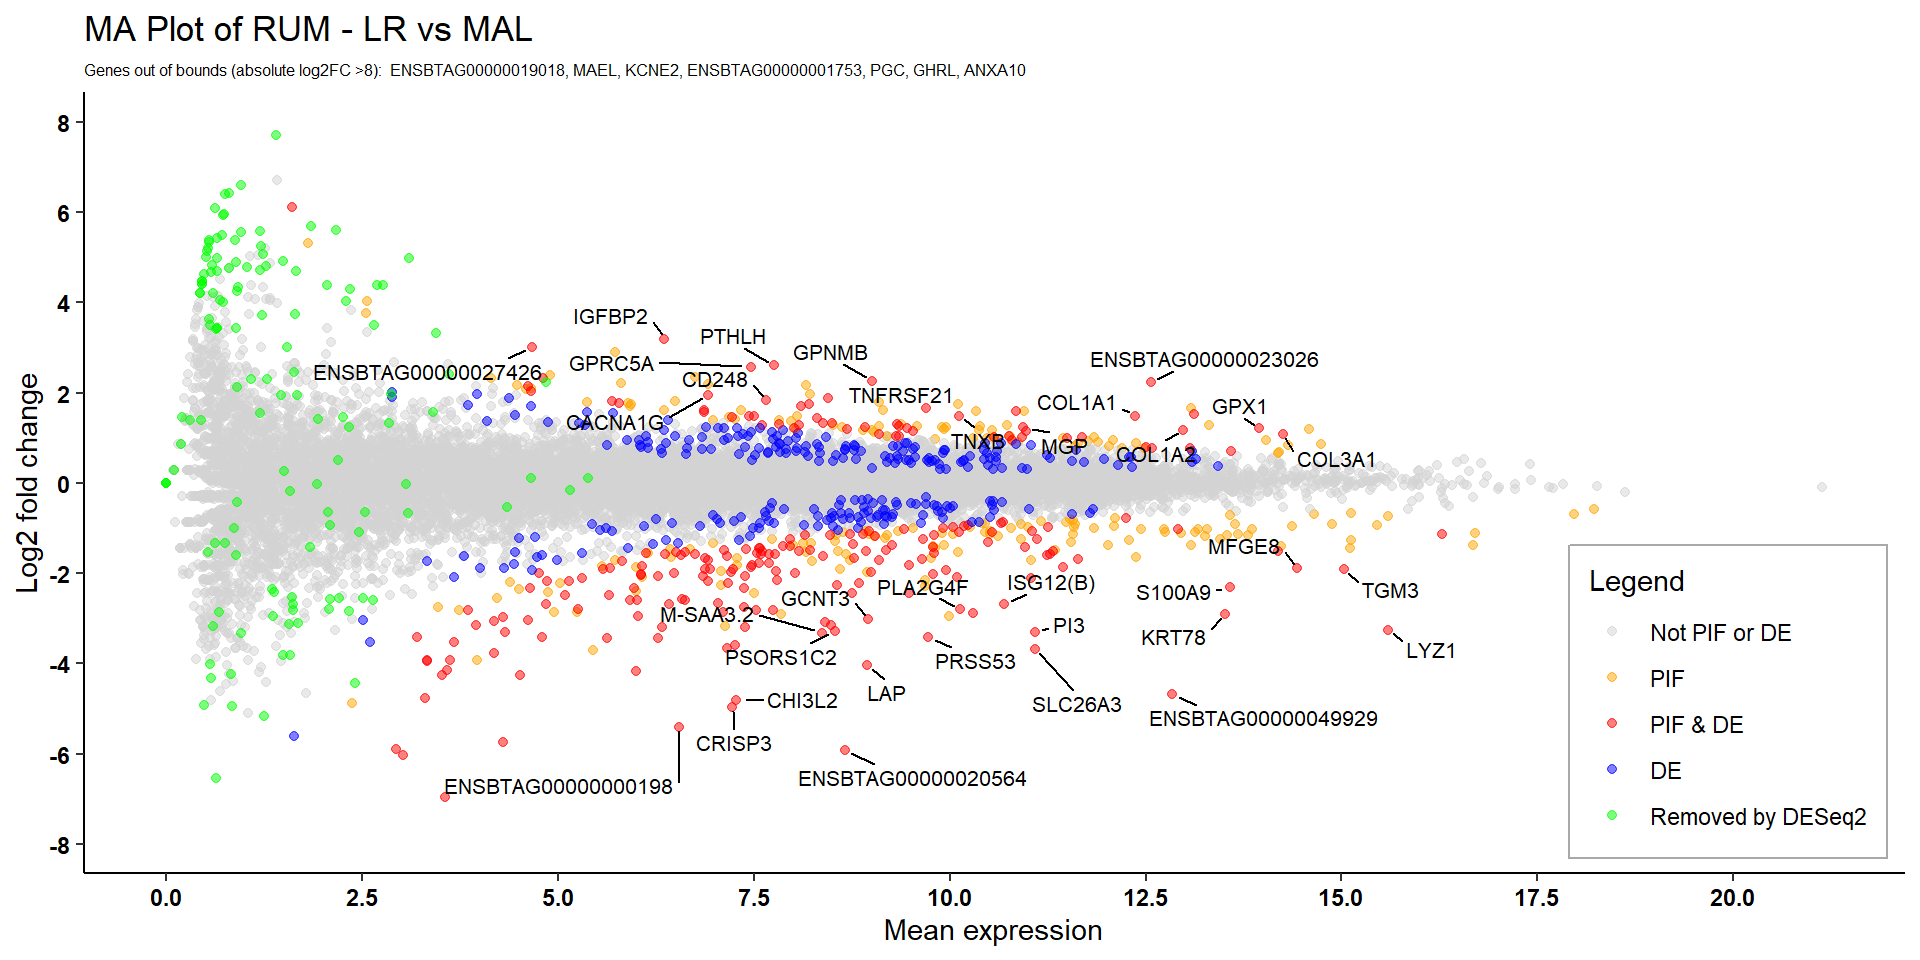 MA Plot of RUM - LR vs MAL
Genes out of bounds (absolute log2FC >8):  ENSBTAG00000019018, MAEL, KCNE2, ENSBTAG00000001753, PGC, GHRL, ANXA10
Log2 fold change
8
6
4
2
0
-2
-4
-6
-8
IGFBP2
PTHLH
GPNMB
ENSBTAG00000023026
GPRC5A
ENSBTAG00000027426
CD248
TNFRSF21
COL1A1
GPX1
CACNA1G
TNXB
MGP
COL1A2
COL3A1
MFGE8
PLA2G4F
ISG12(B)
TGM3
S100A9
GCNT3
M-SAA3.2
PI3
KRT78
LYZ1
PSORS1C2
PRSS53
LAP
CHI3L2
SLC26A3
ENSBTAG00000049929
CRISP3
ENSBTAG00000020564
ENSBTAG00000000198
Legend
Not PIF or DE
PIF
PIF & DE
DE
Removed by DESeq2
0.0
2.5
5.0
7.5
10.0
12.5
15.0
17.5
20.0
Mean expression